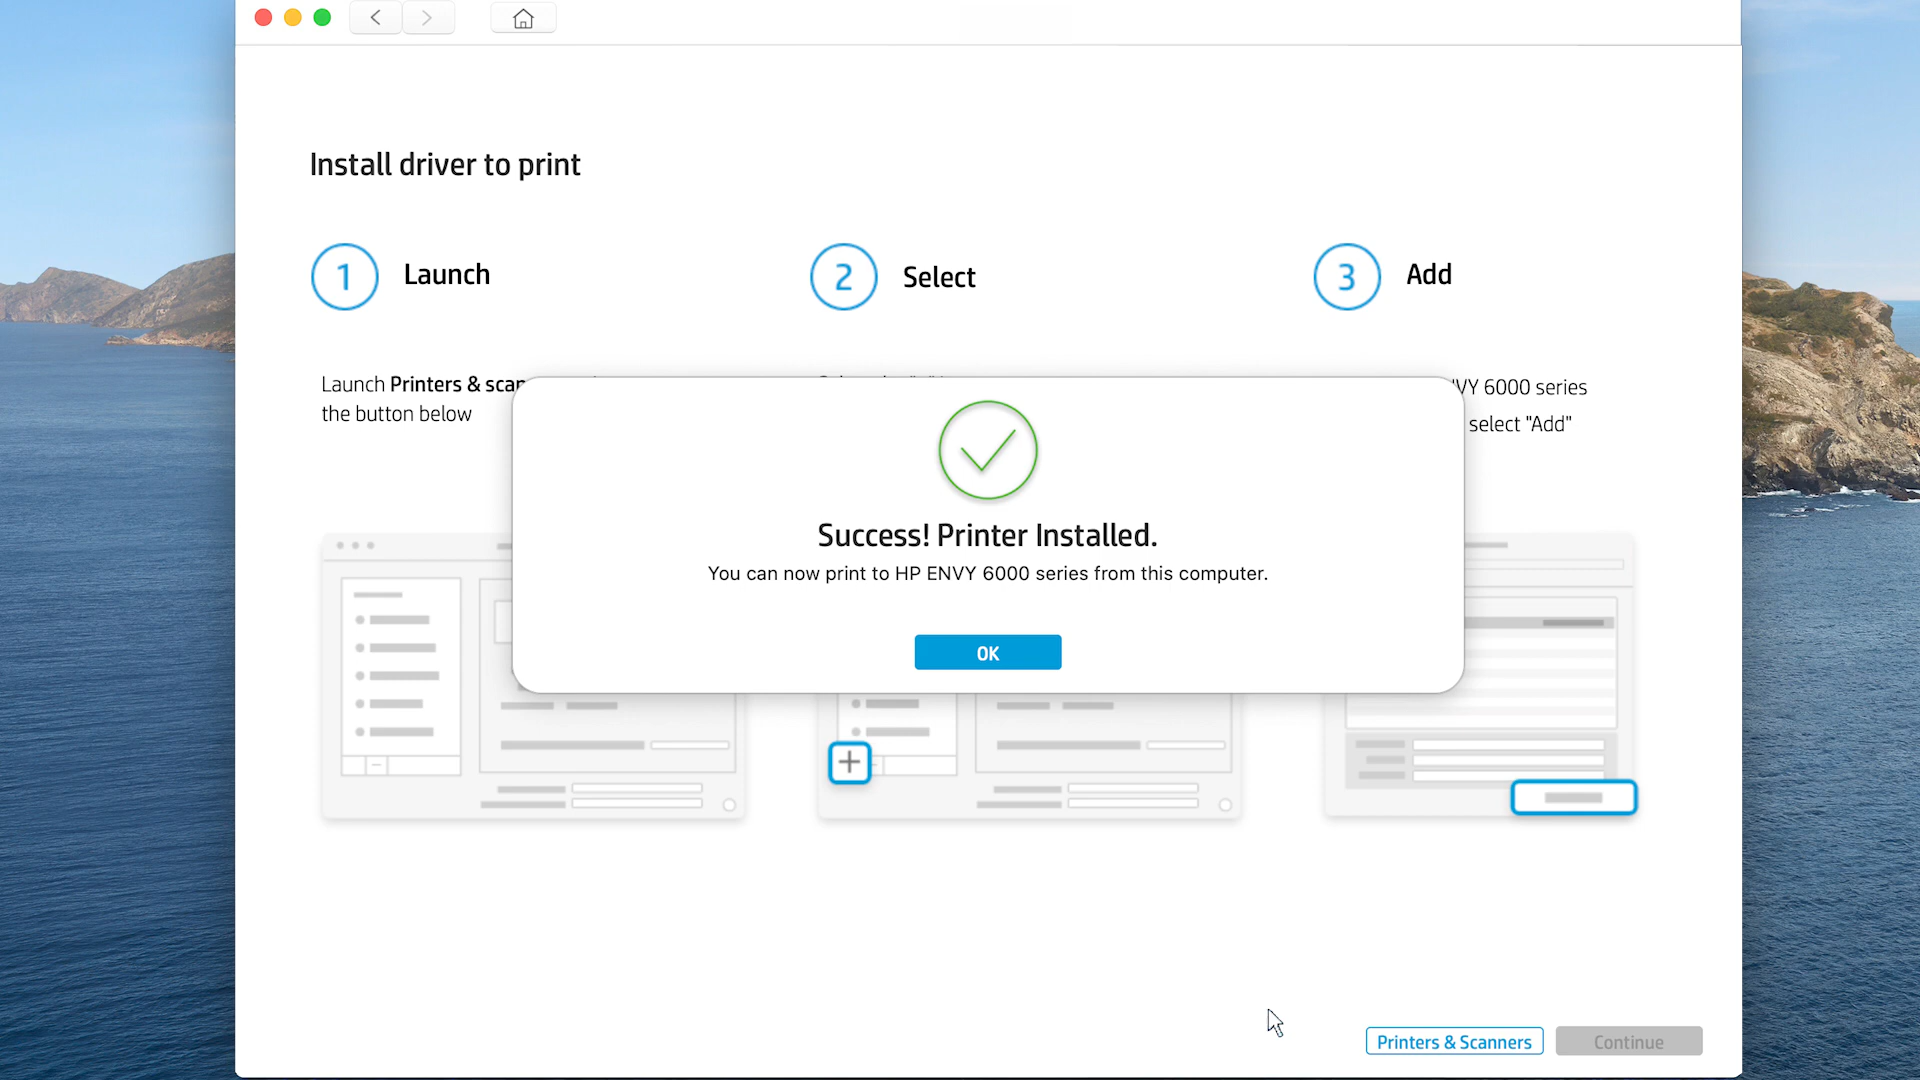 Install driver to print
1 Launch
2 Select
3 Add
Launch Printers & scan
the button below
VY 6000 series
select "Add"
Success! Printer Installed.
You can now print to HP ENVY 6000 series from this computer.
OK
Printers & Scanners
Continue